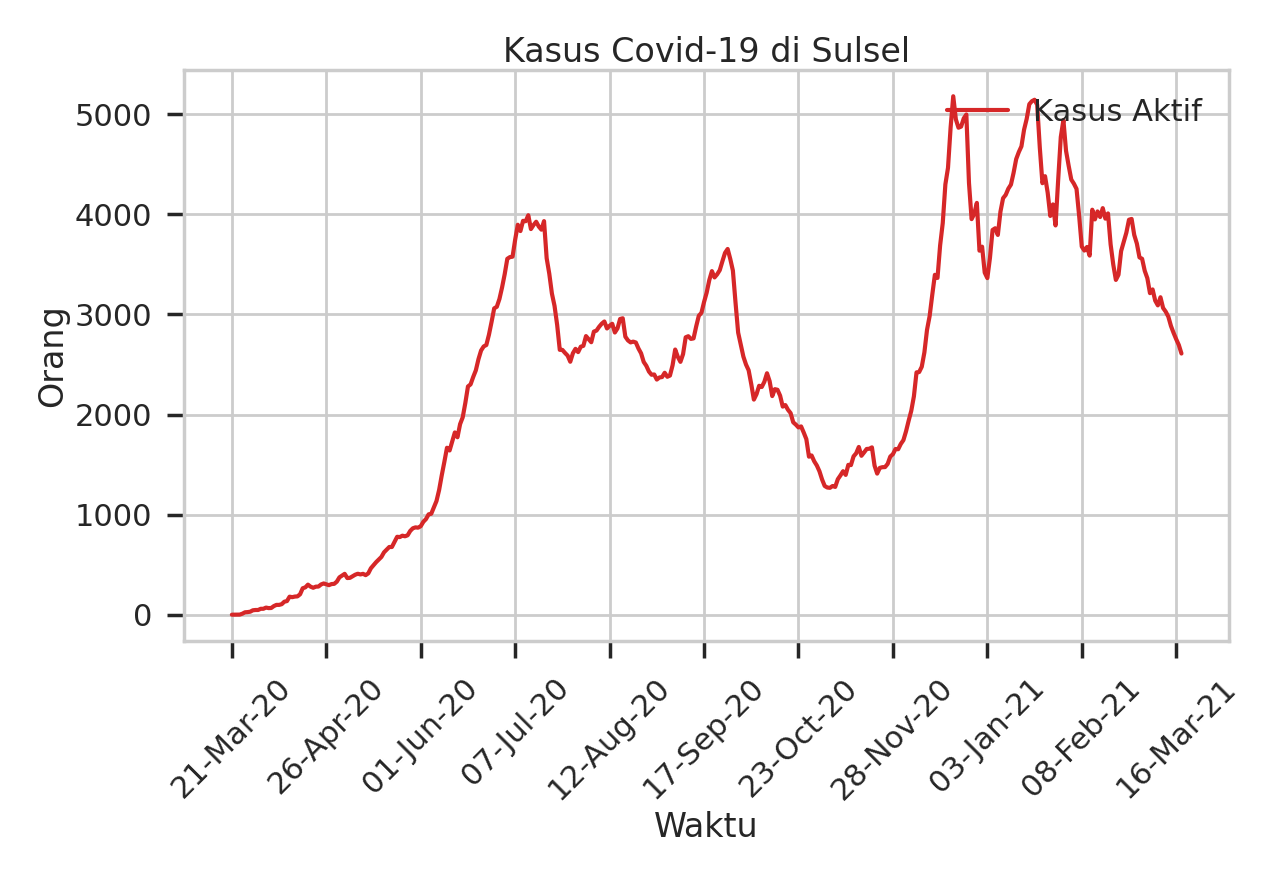 Kasus Covid-19 di Sulsel
Kasus Aktif
Orang
5000
4000
3000
2000
1000
0
21-Mar-20
26-Apr-20
01-Jun-20
07-Jul-20
12-Aug-20
17-Sep-20
23-Oct-20
28-Nov-20
03-Jan-21
08-Feb-21
16-Mar-21
Waktu